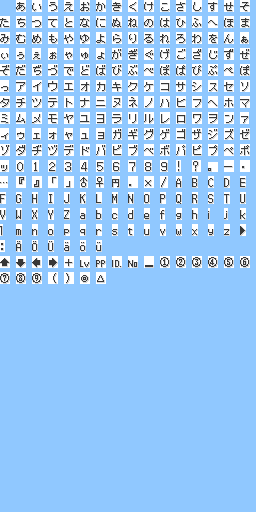 あいうえおかきくけこさしすせそ
たちつてとなにぬねのはひふへほま
みむめもやゆよらりるれろわをんぁ
ぃぅぇぉゃゅょがぎぐげござじずぜ
ぞだぢづでどばびぶべぼぱぴぷぺぽ
っアイウエオカキクケコサシスセソ
タチツテトナニヌネノハヒフヘホマ
ミムメモヤユヨラリルレロワヲンァ
ィゥェォャュョガギグゲゴザジズゼ
ゾダヂヅデドバビブベボパピプペポ
ッ0123456789!?。ー・
…『』「」♂♀円.×/ABCDE
FGHIJKLMNOPQRSTU
VWXYZabcdefghijk
lmnopqrstuvwxyz▶
:ÄÖÜäöü
⬆⬇⬅➡+LvPPID.No_①②③④⑤⑥
⑦⑧⑨()◎△